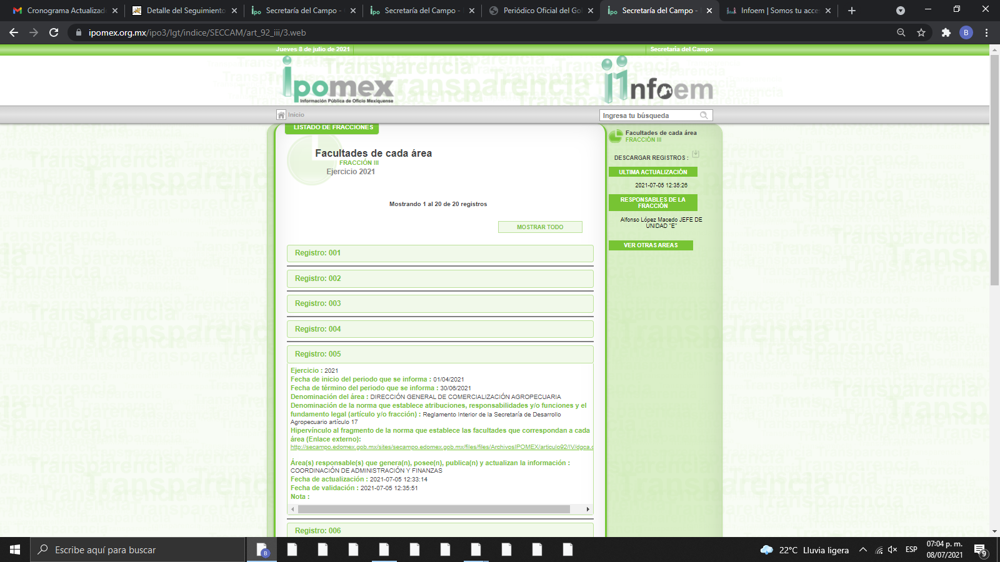 Cronograma Actualizad
Detalle del Seguimiento
Secretaría del Campo -
Secretaría del Campo -
Periódico Oficial del Go
Secretaría del Campo -
Infoem | Somos tu acce
ipomex.org.mx/ipo3/lgt/indice/SECCAM/art_92_iii/3.web
B
Jueves 8 de julio de 2021
Secretaría del Campo
ipomex
Información Pública de Oficio Mexiquense
Transparencia
infoem
Inicio
Ingresa tu búsqueda
LISTADO DE FRACCIONES
Facultades de cada área
FRACCIÓN III
Ejercicio 2021
Mostrando 1 al 20 de 20 registros
MOSTRAR TODO
Registro: 001
Registro: 002
Registro: 003
Registro: 004
Registro: 005
Ejercicio : 2021
Fecha de inicio del periodo que se informa : 01/04/2021
Fecha de término del periodo que se informa : 30/06/2021
Denominación del área : DIRECCIÓN GENERAL DE COMERCIALIZACIÓN AGROPECUARIA
Denominación de la norma que establece atribuciones, responsabilidades y/o funciones y el
fundamento legal (artículo y/o fracción) : Reglamento Interior de la Secretaría de Desarrollo
Agropecuario artículo 17
Hipervínculo al fragmento de la norma que establece las facultades que correspondan a cada
área (Enlace externo):
http://secampo.edomex.gob.mx/sites/secampo.edomex.gob.mx/files/files/ArchivosIPOMEX/articulo92/IV/dgca.
Área(s) responsable(s) que genera(n), posee(n), publica(n) y actualizan la información :
COORDINACIÓN DE ADMINISTRACIÓN Y FINANZAS
Fecha de actualización : 2021-07-05 12:33:14
Fecha de validación : 2021-07-05 12:35:51
Nota :
Registro: 006
Facultades de cada área
FRACCIÓN III
DESCARGAR REGISTROS :
ULTIMA ACTUALIZACIÓN
2021-07-05 12:35:26
RESPONSABLES DE LA
FRACCIÓN
Alfonso López Macedo JEFE DE
UNIDAD "E"
VER OTRAS AREAS
Escribe aquí para buscar
B
22°C Lluvia ligera
ESP
07:04 p. m.
08/07/2021
9